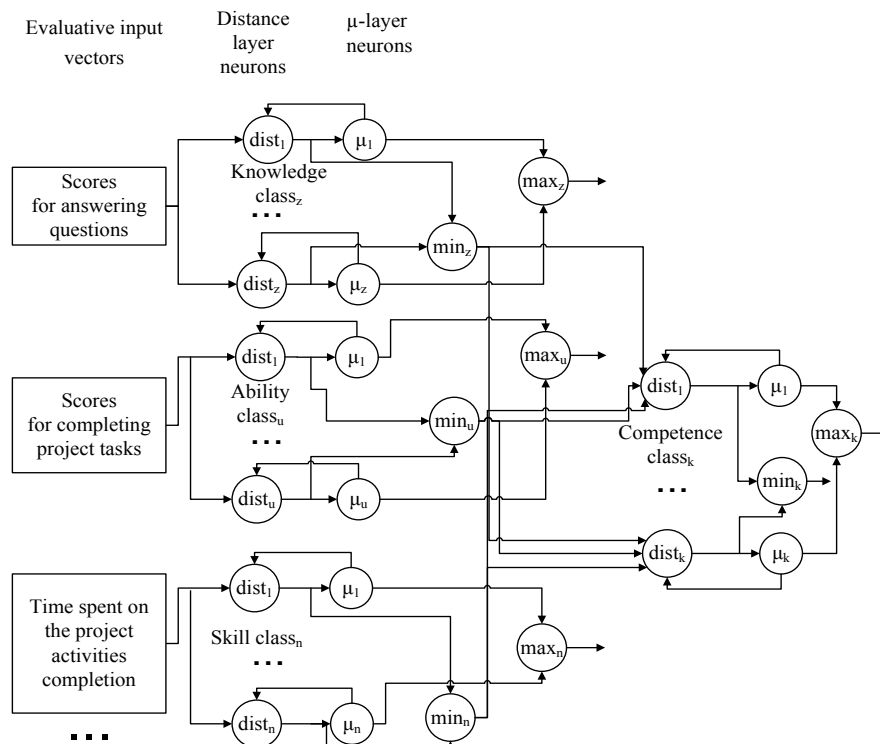 Evaluative input
vectors
Distance
layer
neurons
µ-layer
neurons
Scores
for answering
questions
dist₁
µ₁
Knowledge
class_z
...
dist_z
µ_z
min_z
max_z
Scores
for completing
project tasks
dist₁
µ₁
Ability
class_u
...
dist_u
µ_u
min_u
max_u
Time spent on
the project
activities
completion
...
dist₁
µ₁
Skill class_n
...
dist_n
µ_n
min_n
max_n
dist₁
µ₁
Competence
class_k
...
dist_k
µ_k
min_k
max_k